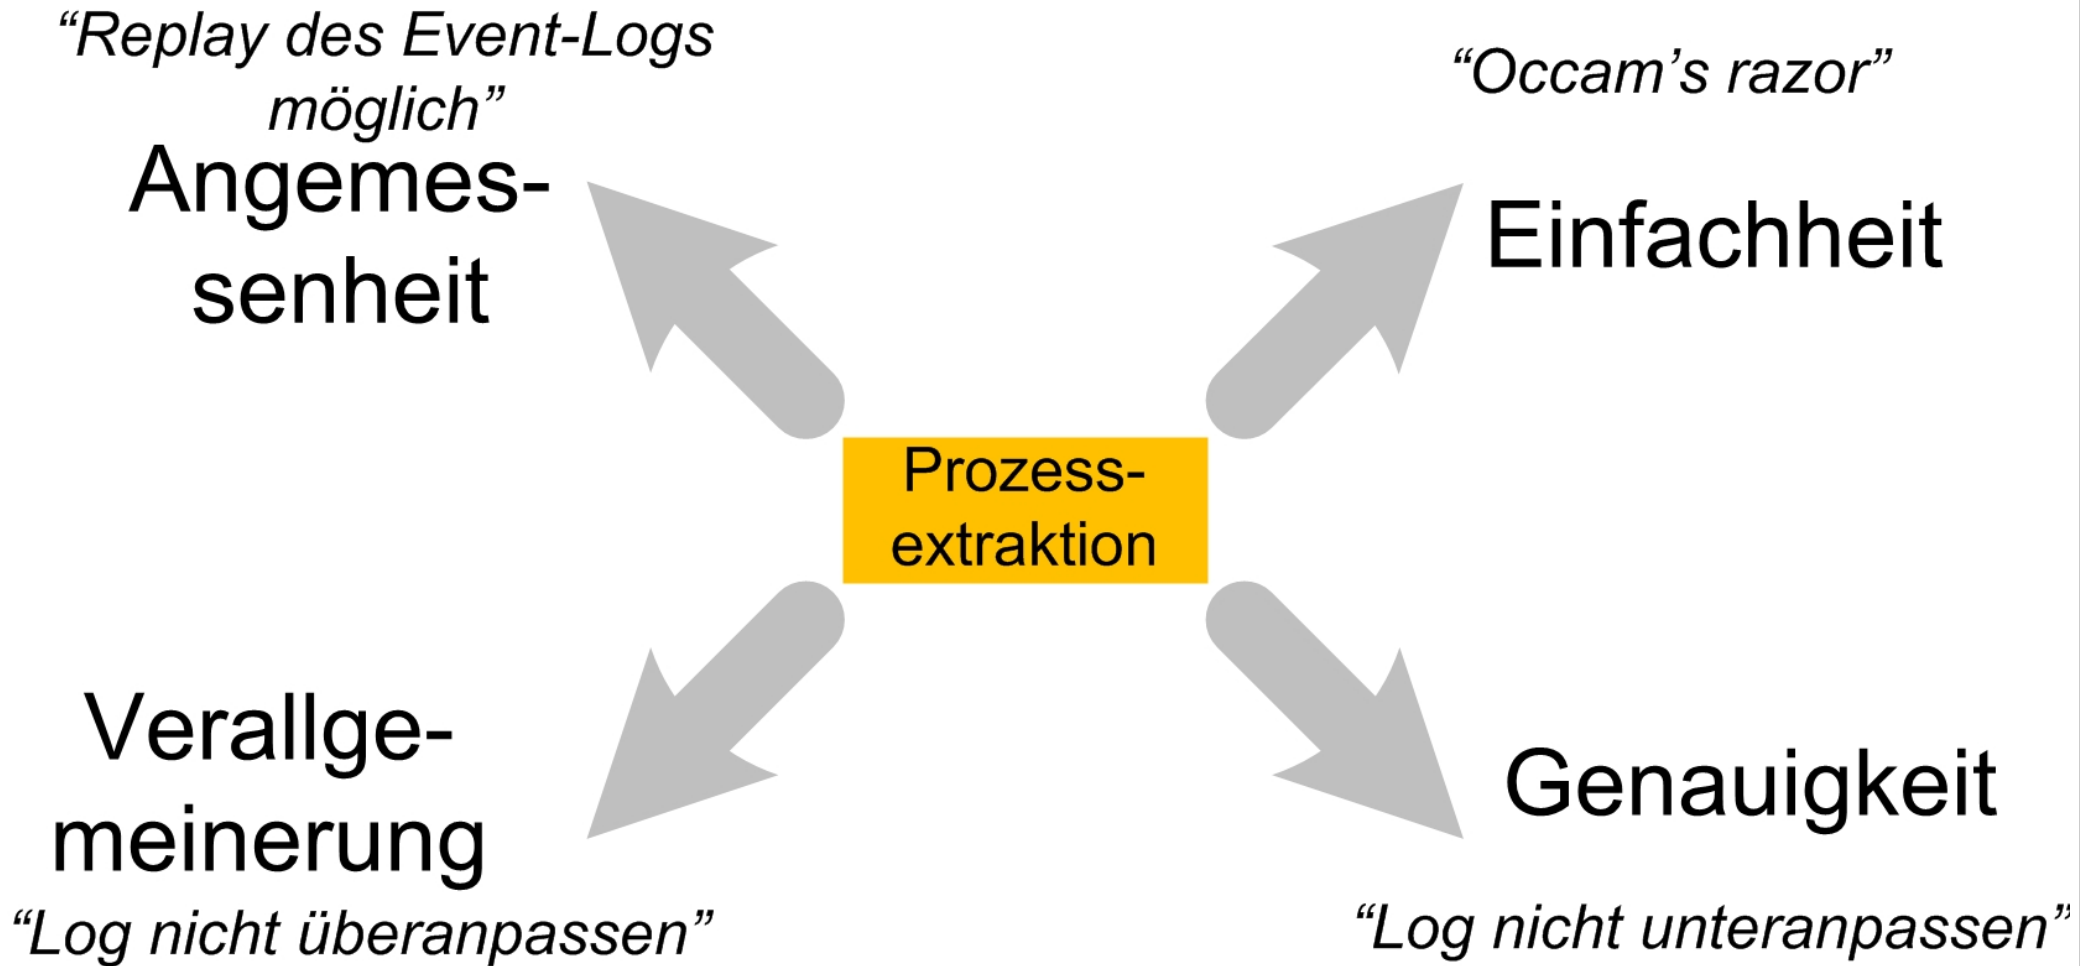 “Replay des Event-Logs
möglich”
Angemes-
senheit
“Occam’s razor”
Einfachheit
Prozess-
extraktion
Verallge-
meinerung
“Log nicht überanpassen”
Genauigkeit
“Log nicht unteranpassen”